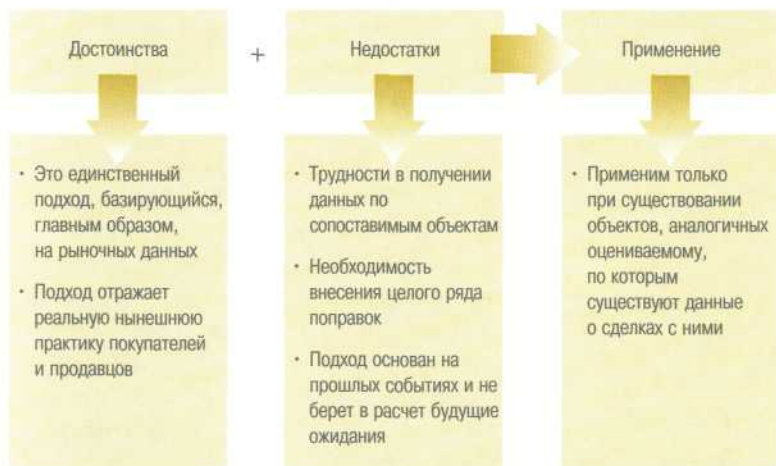 Достоинства
+
Недостатки
Применение
• Это единственный
подход, базирующийся,
главным образом,
на рыночных данных
• Подход отражает
реальную нынешнюю
практику покупателей
и продавцов
• Трудности в получении
данных по
сопоставимым объектам
• Необходимость
внесения целого ряда
поправок
• Подход основан на
прошлых событиях и не
берет в расчет будущие
ожидания
• Применим только
при существовании
объектов, аналогичных
оцениваемому,
по которым
существуют данные
о сделках с ними